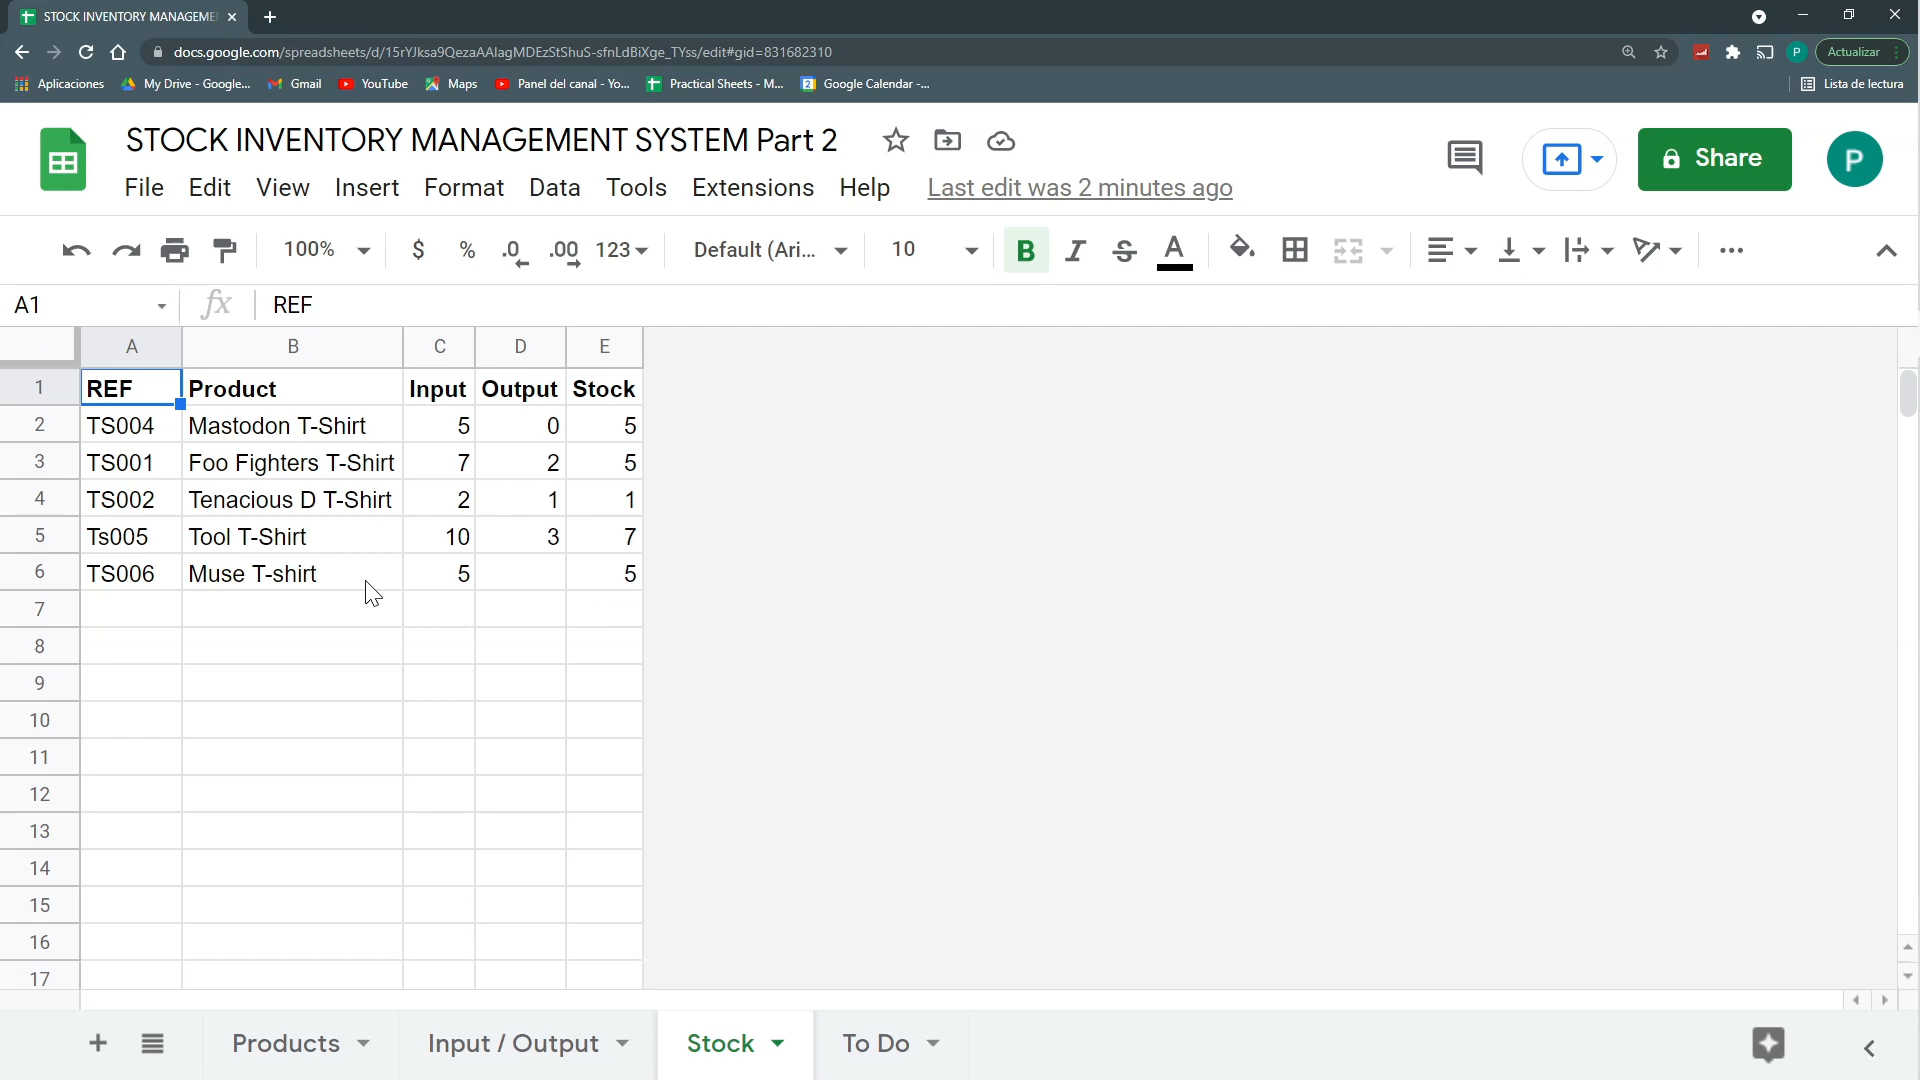 STOCK INVENTORY MANAGEME
docs.google.com/spreadsheets/d/15rYJksa9QezaAAlagMDEzStShuS-sfnLdBiXge_TYss/edit#gid=831682310
P
Actualizar
Aplicaciones
My Drive - Google...
Gmail
YouTube
Maps
Panel del canal - Yo...
Practical Sheets - M...
Google Calendar -...
Lista de lectura
STOCK INVENTORY MANAGEMENT SYSTEM Part 2
File Edit View Insert Format Data Tools Extensions Help Last edit was 2 minutes ago
Share
P
100% $ % .0 .00 123 Default (Ari... 10 B I S A
A1 fx REF
A B C D E
1 REF Product Input Output Stock
2 TS004 Mastodon T-Shirt 5 0 5
3 TS001 Foo Fighters T-Shirt 7 2 5
4 TS002 Tenacious D T-Shirt 2 1 1
5 Ts005 Tool T-Shirt 10 3 7
6 TS006 Muse T-shirt 5 5
7
8
9
10
11
12
13
14
15
16
17
Products Input / Output Stock To Do